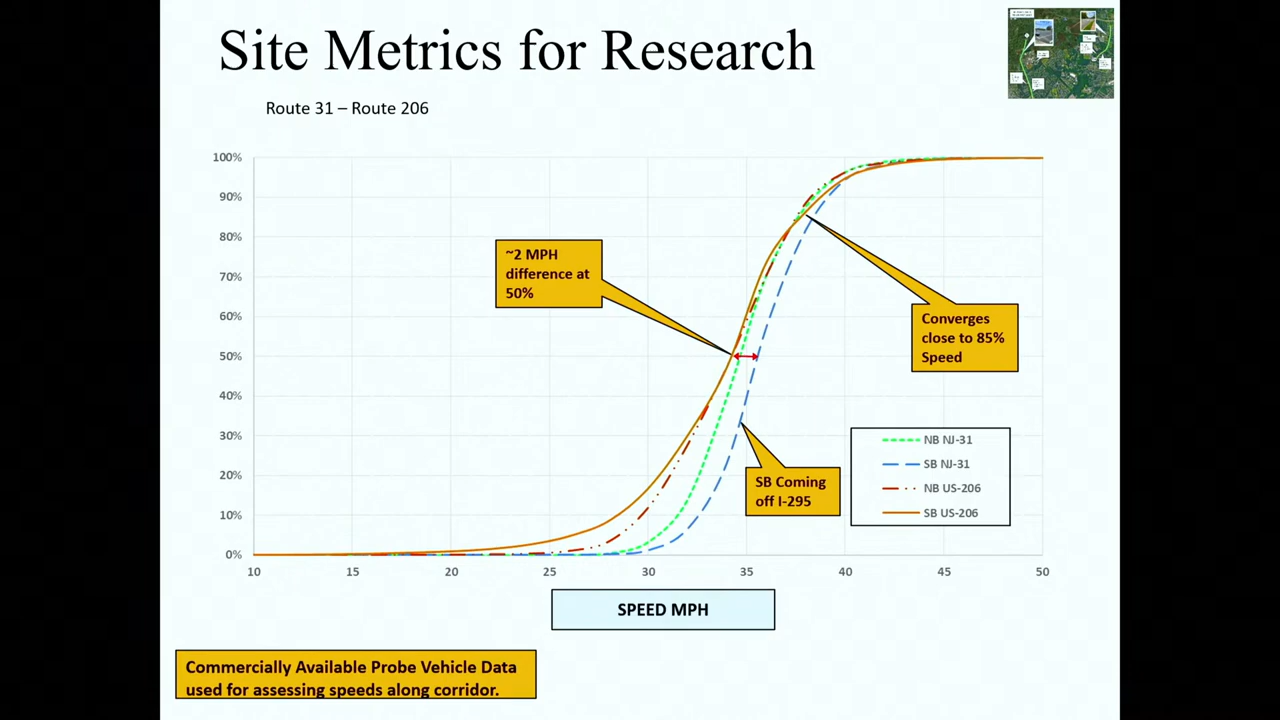 Site Metrics for Research
Route 31 – Route 206
100%
90%
80%
70%
60%
50%
40%
30%
20%
10%
0%
~2 MPH
difference at
50%
Converges
close to 85%
Speed
SB Coming
off I-295
NB NJ-31
SB NJ-31
NB US-206
SB US-206
10
15
20
25
30
35
40
45
50
SPEED MPH
Commercially Available Probe Vehicle Data
used for assessing speeds along corridor.